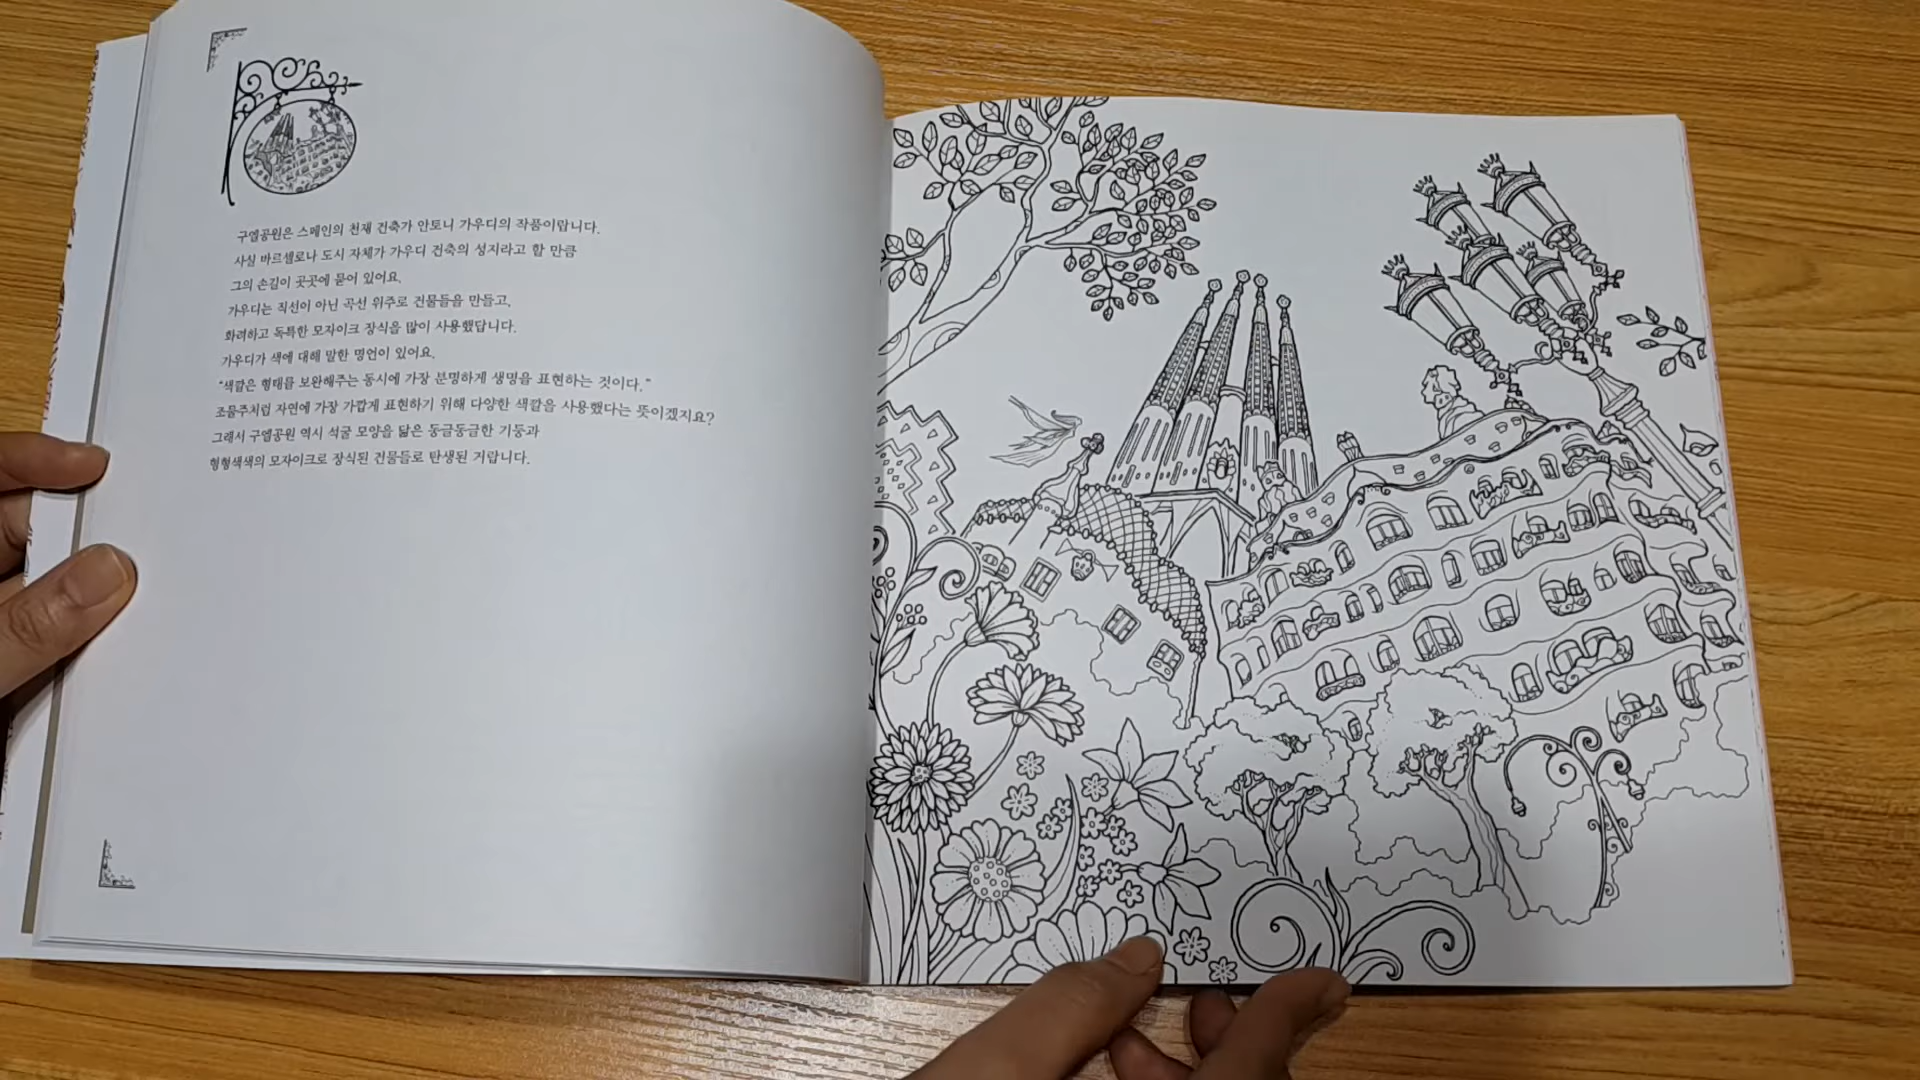 구엘공원은 스페인의 천재 건축가 안토니 가우디의 작품이랍니다.
사실 바르셀로나 도시 자체가 가우디 건축의 성지라고 할 만큼
그의 손길이 곳곳에 묻어 있어요.
가우디는 직선이 아닌 곡선 위주로 건물들을 만들고,
화려하고 독특한 모자이크 장식을 많이 사용했답니다.
가우디가 색에 대해 말한 명언이 있어요.
“색깔은 형태를 보완해주는 동시에 가장 분명하게 생명을 표현하는 것이다.”
조물주처럼 자연에 가장 가깝게 표현하기 위해 다양한 색깔을 사용했다는 뜻이겠지요?
그래서 구엘공원 역시 석굴 모양을 닮은 둥글둥글한 기둥과
형형색색의 모자이크로 장식된 건물들로 탄생된 거랍니다.